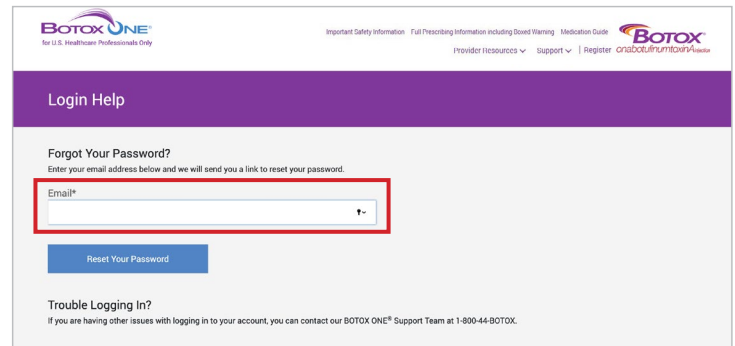 BOTOX ONE®
for U.S. Healthcare Professionals Only
Important Safety Information Full Prescribing Information including Boxed Warning Medication Guide
BOTOX®
onabotulinumtoxinA injection
Provider Resources Support | Register
Login Help
Forgot Your Password?
Enter your email address below and we will send you a link to reset your password.
Email*
Reset Your Password
Trouble Logging In?
If you are having other issues with logging in to your account, you can contact our BOTOX ONE® Support Team at 1-800-44-BOTOX.